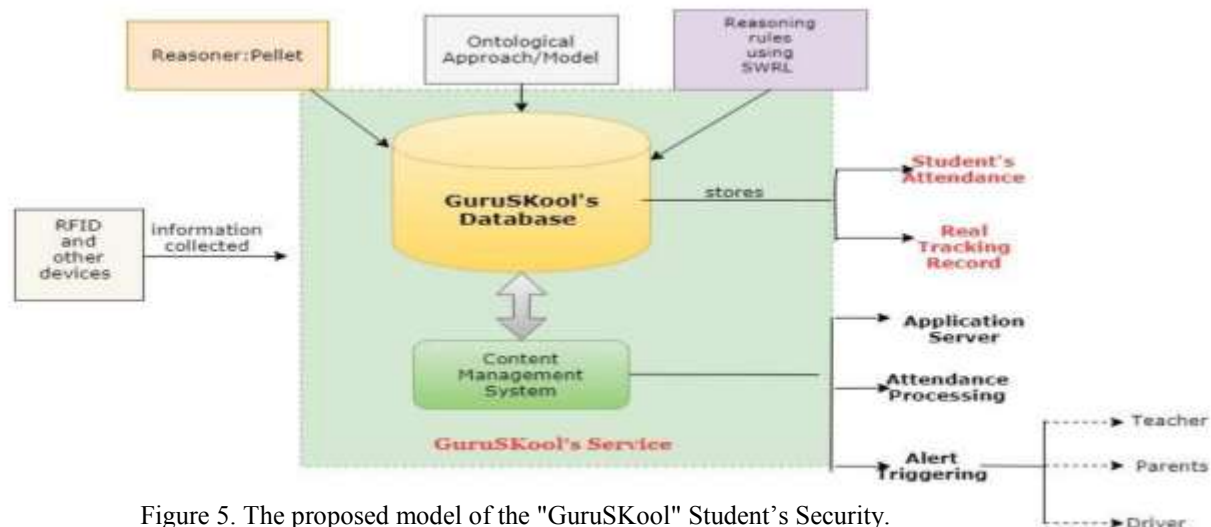 Reasoner:Pellet
Ontological
Approach/Model
Reasoning
rules
using
SWRL
GuruSKool's
Database
stores
Student's
Attendance
Real
Tracking
Record
RFID
and
other
devices
information
collected
Content
Management
System
GuruSKool's Service
Application
Server
Attendance
Processing
Alert
Triggering
Teacher
Parents
Driver
Figure 5. The proposed model of the "GuruSKool" Student’s Security.